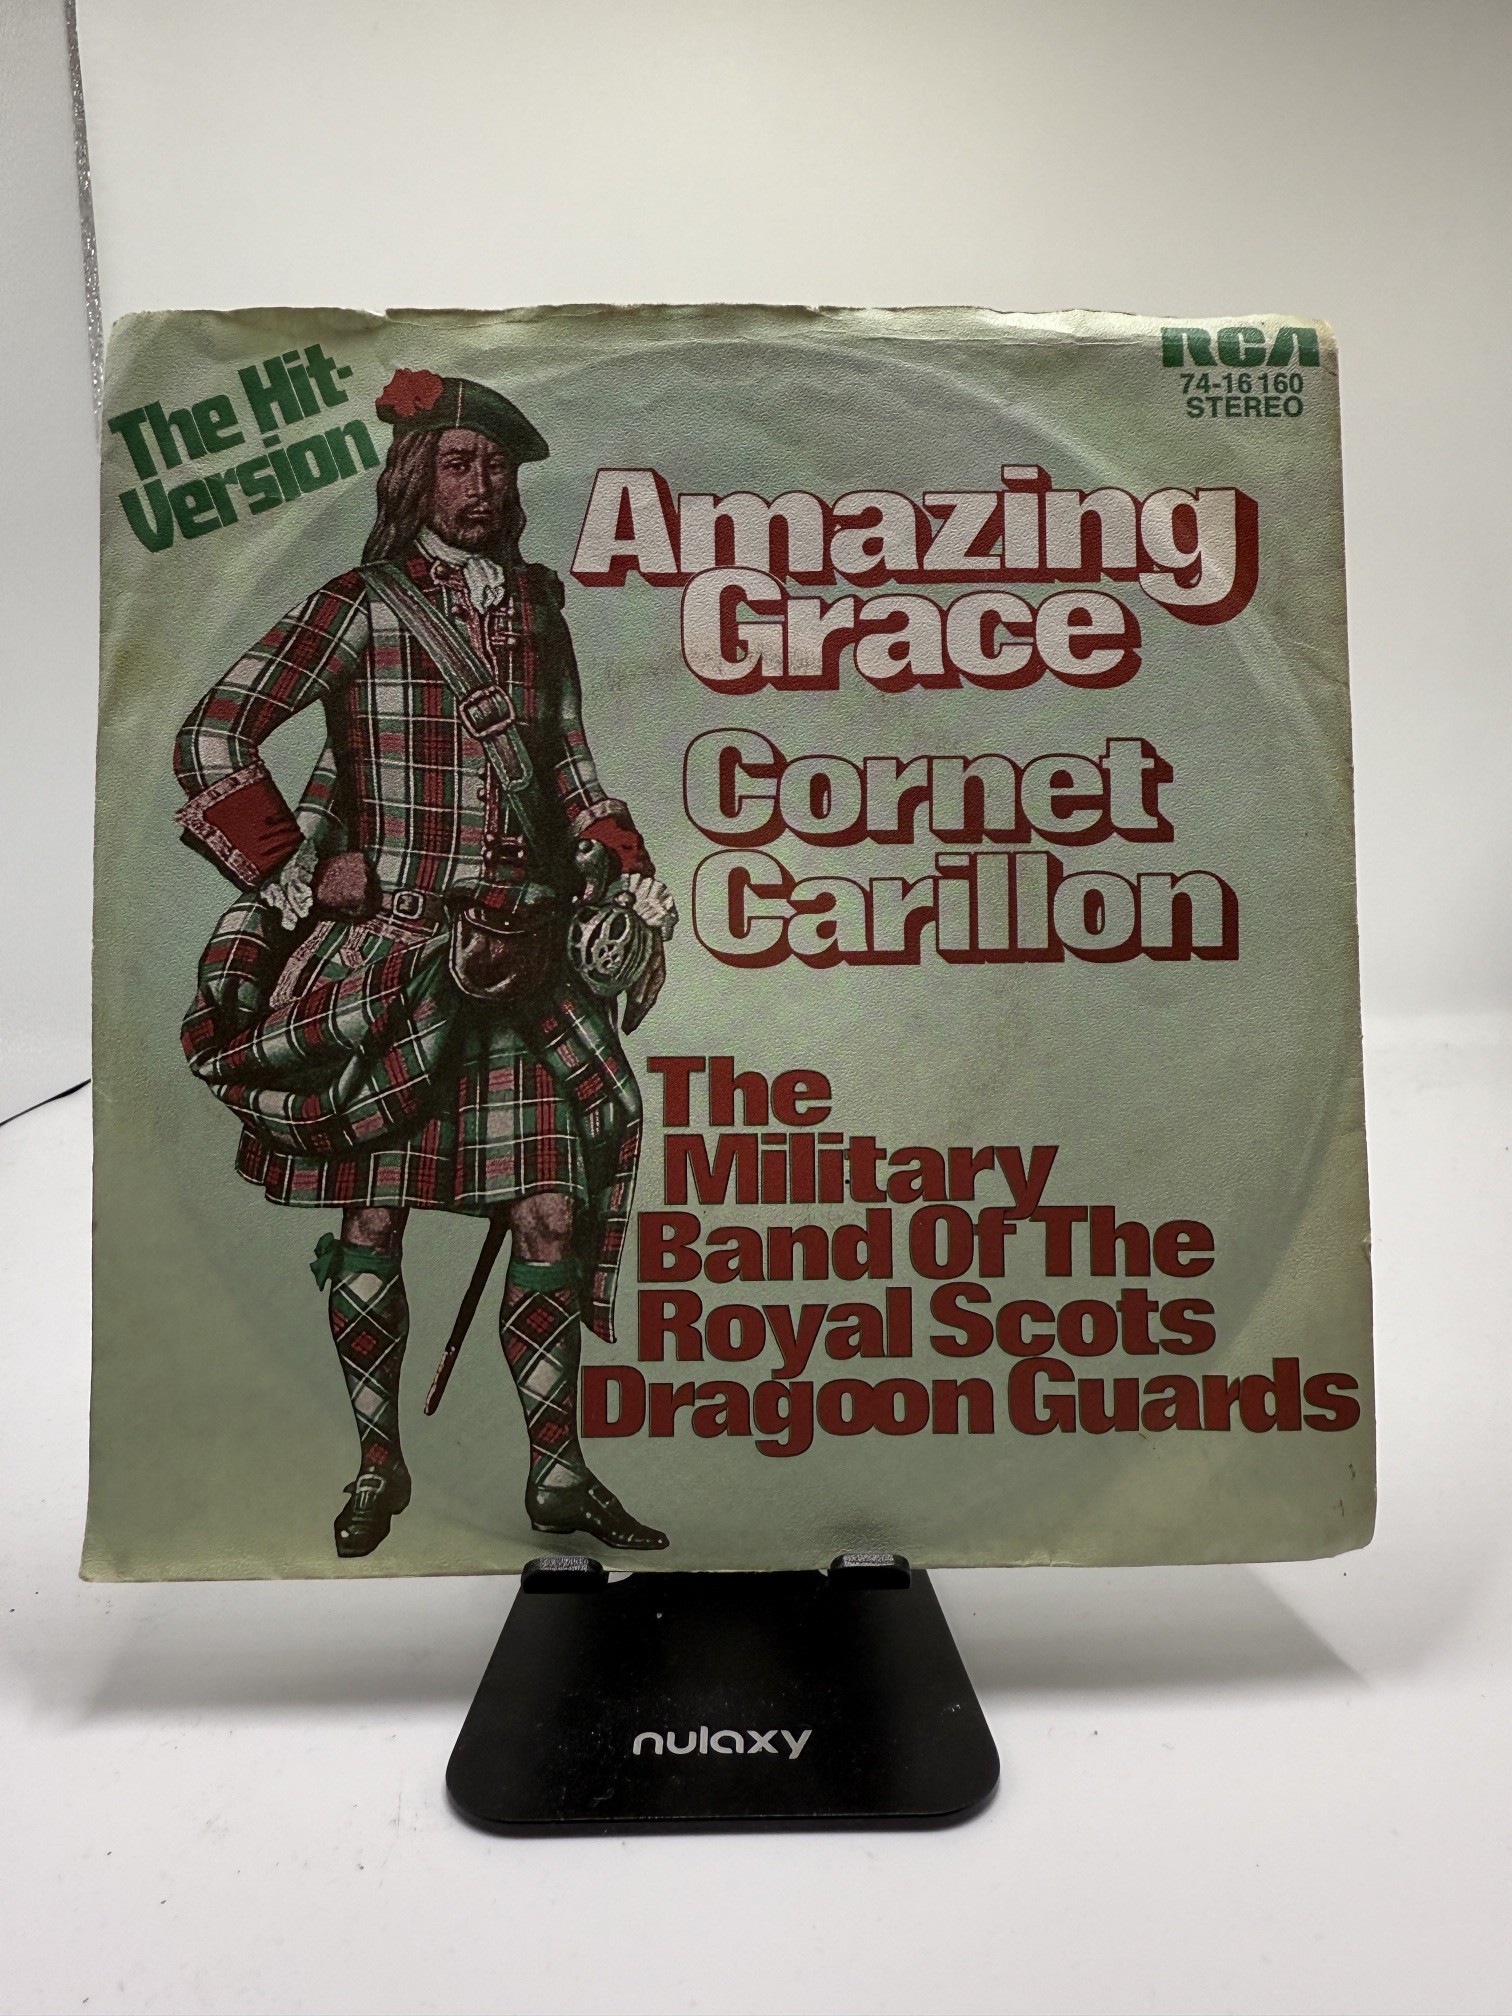 The Hit-
Version
RCA
74-16 160
STEREO
Amazing
Grace
Cornet
Carillon
The
Military
Band Of The
Royal Scots
Dragoon Guards
nulaxy